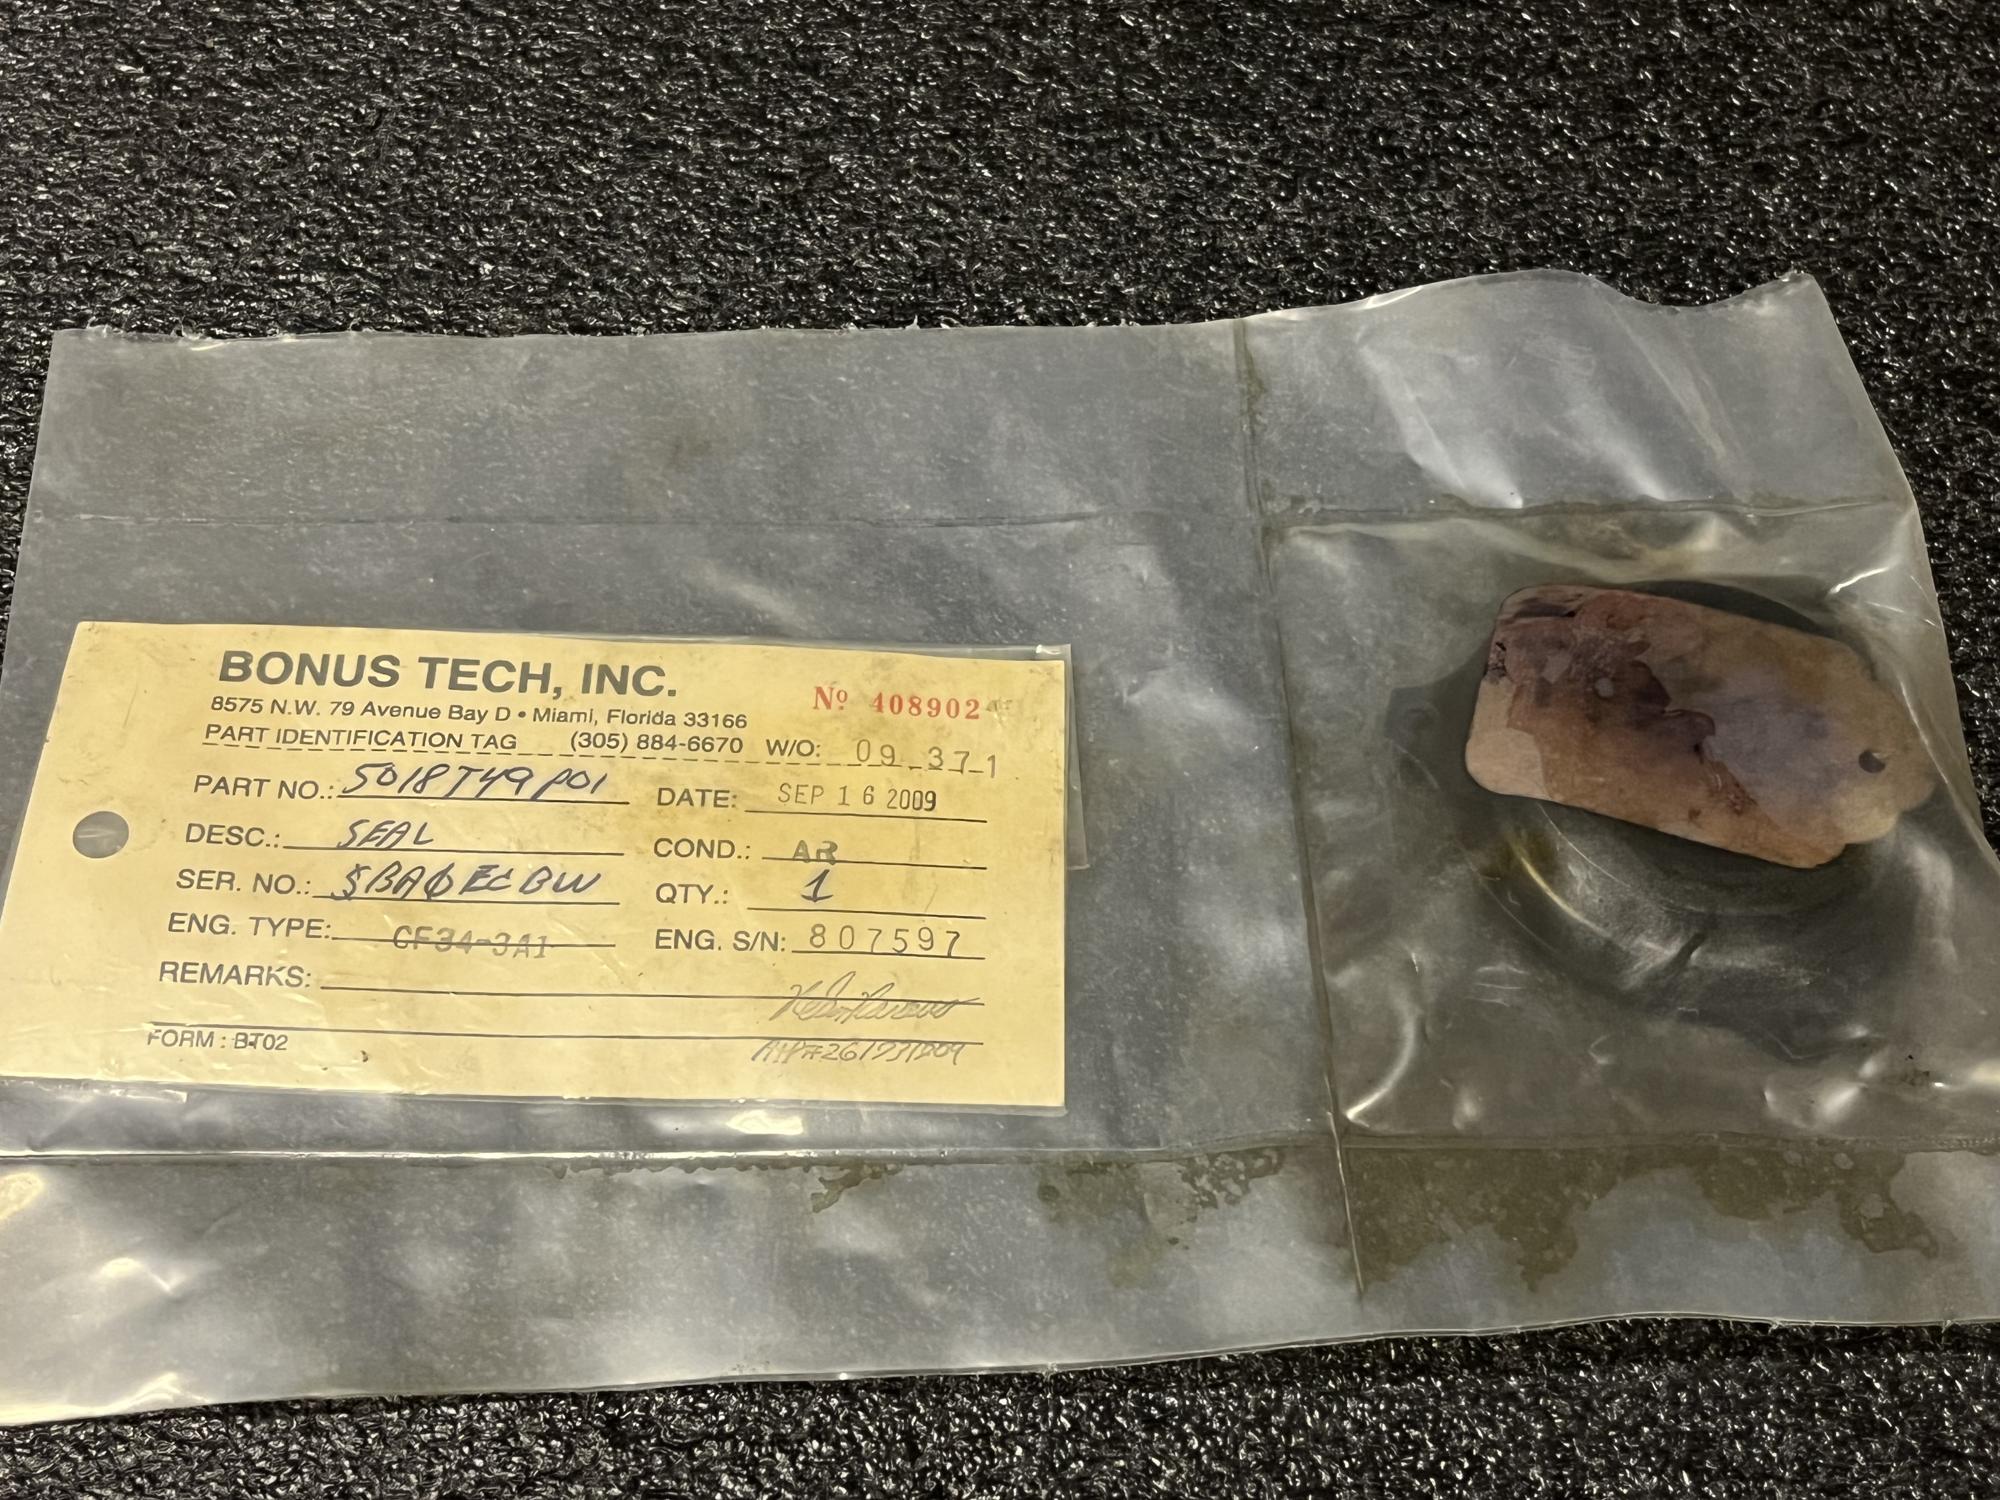 BONUS TECH, INC.
8575 N.W. 79 Avenue Bay D • Miami, Florida 33166
Nº 408902
PART IDENTIFICATION TAG (305) 884-6670 W/O: 09-371
PART NO.: 5018T49P01 DATE: SEP 16 2009
DESC.: SEAL COND.: AR
SER. NO.: SBA0ECBW QTY.: 1
ENG. TYPE: CF34-3A1 ENG. S/N: 807597
REMARKS:
FORM : BT02